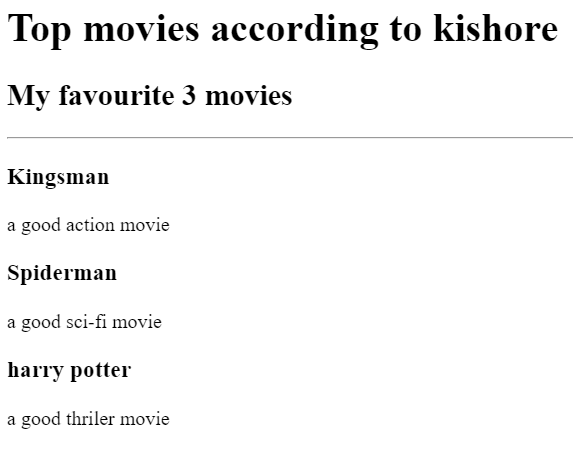 Top movies according to kishore
My favourite 3 movies
Kingsman
a good action movie
Spiderman
a good sci-fi movie
harry potter
a good thriler movie